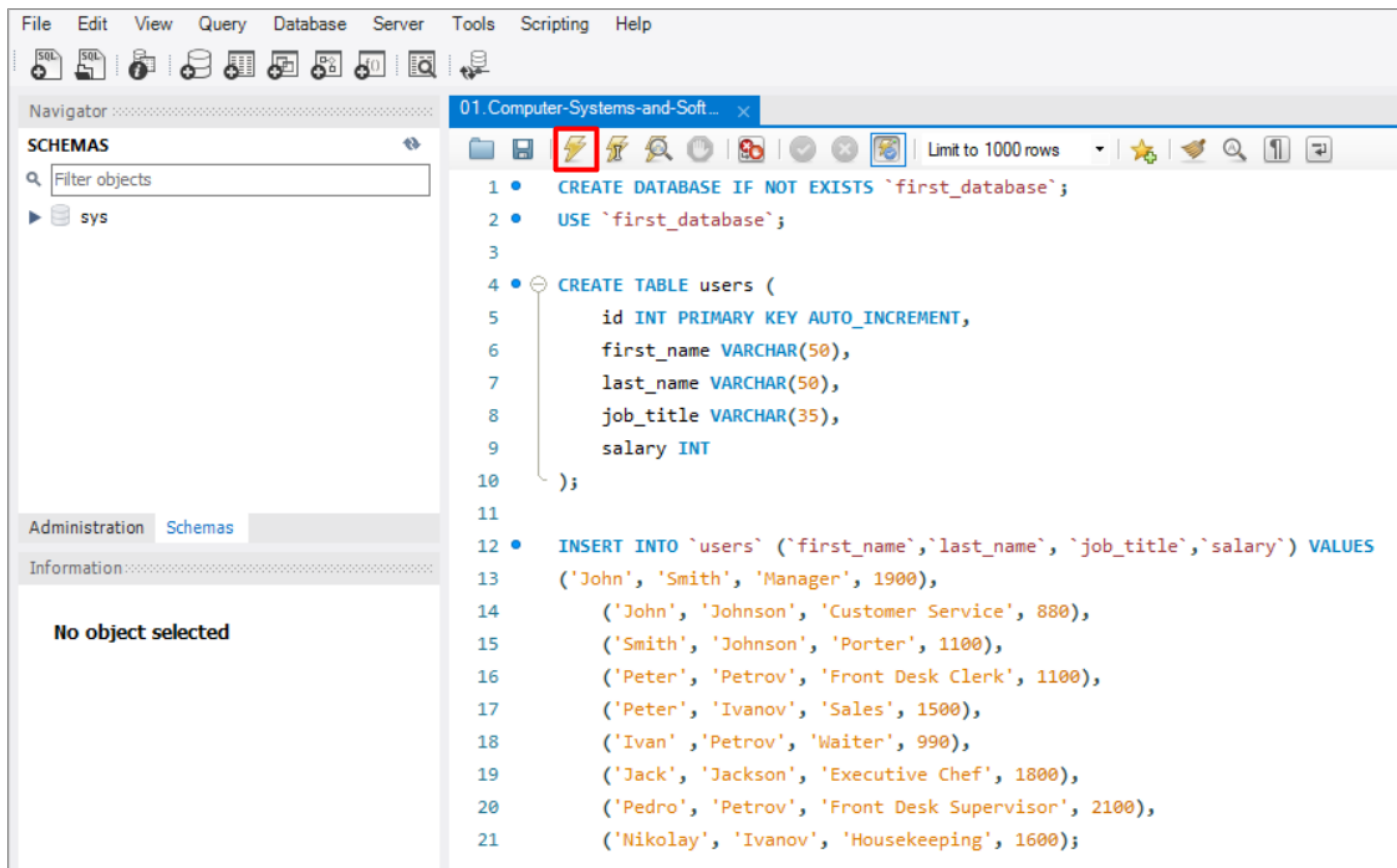 File Edit View Query Database Server Tools Scripting Help
SQL SQL
Navigator
01.Computer-Systems-and-Soft...
SCHEMAS
Limit to 1000 rows
Filter objects
sys
1 CREATE DATABASE IF NOT EXISTS `first_database`;
2 USE `first_database`;
3
4 CREATE TABLE users (
5 id INT PRIMARY KEY AUTO_INCREMENT,
6 first_name VARCHAR(50),
7 last_name VARCHAR(50),
8 job_title VARCHAR(35),
9 salary INT
10 );
11
12 INSERT INTO `users` (`first_name`,`last_name`, `job_title`,`salary`) VALUES
13 ('John', 'Smith', 'Manager', 1900),
14 ('John', 'Johnson', 'Customer Service', 880),
15 ('Smith', 'Johnson', 'Porter', 1100),
16 ('Peter', 'Petrov', 'Front Desk Clerk', 1100),
17 ('Peter', 'Ivanov', 'Sales', 1500),
18 ('Ivan' ,'Petrov', 'Waiter', 990),
19 ('Jack', 'Jackson', 'Executive Chef', 1800),
20 ('Pedro', 'Petrov', 'Front Desk Supervisor', 2100),
21 ('Nikolay', 'Ivanov', 'Housekeeping', 1600);
Administration Schemas
Information
No object selected